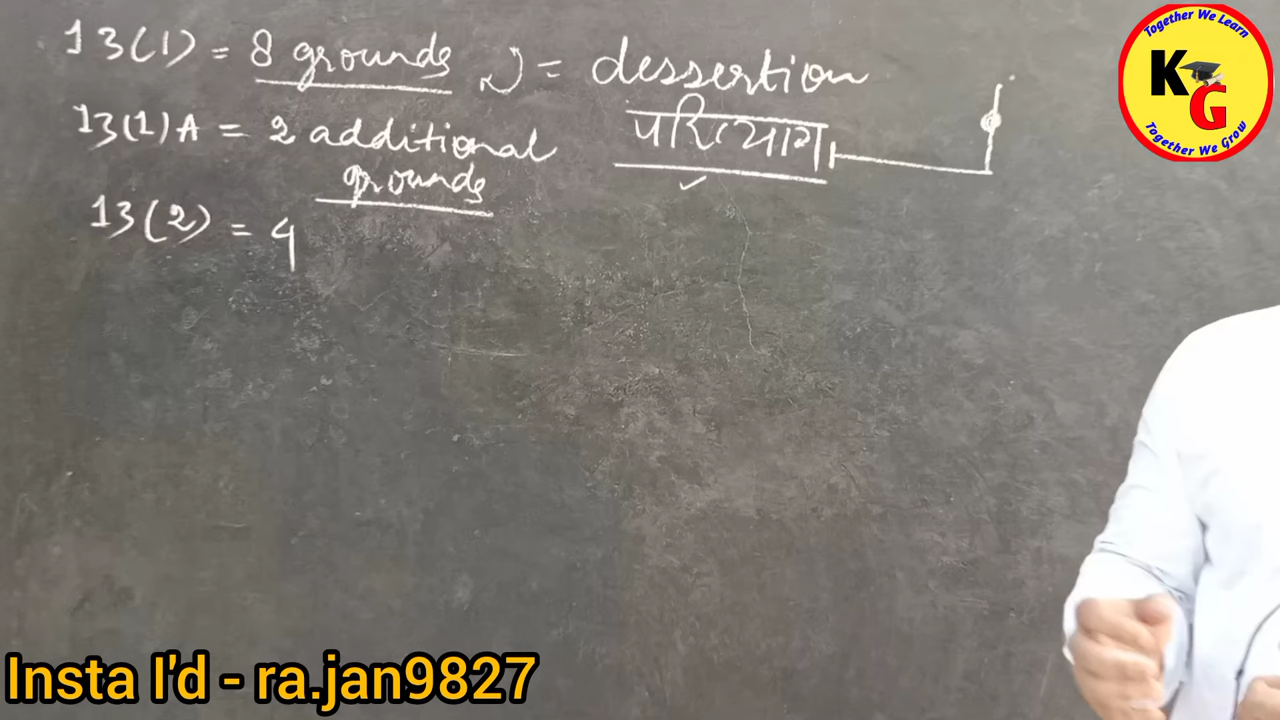 13(1) = 8 grounds
2) = dessertion
परित्याग
13(1)A = 2 additional
grounds
13(2) = 4
Together We Learn
KG
Together We Grow
Insta I'd - ra.jan9827